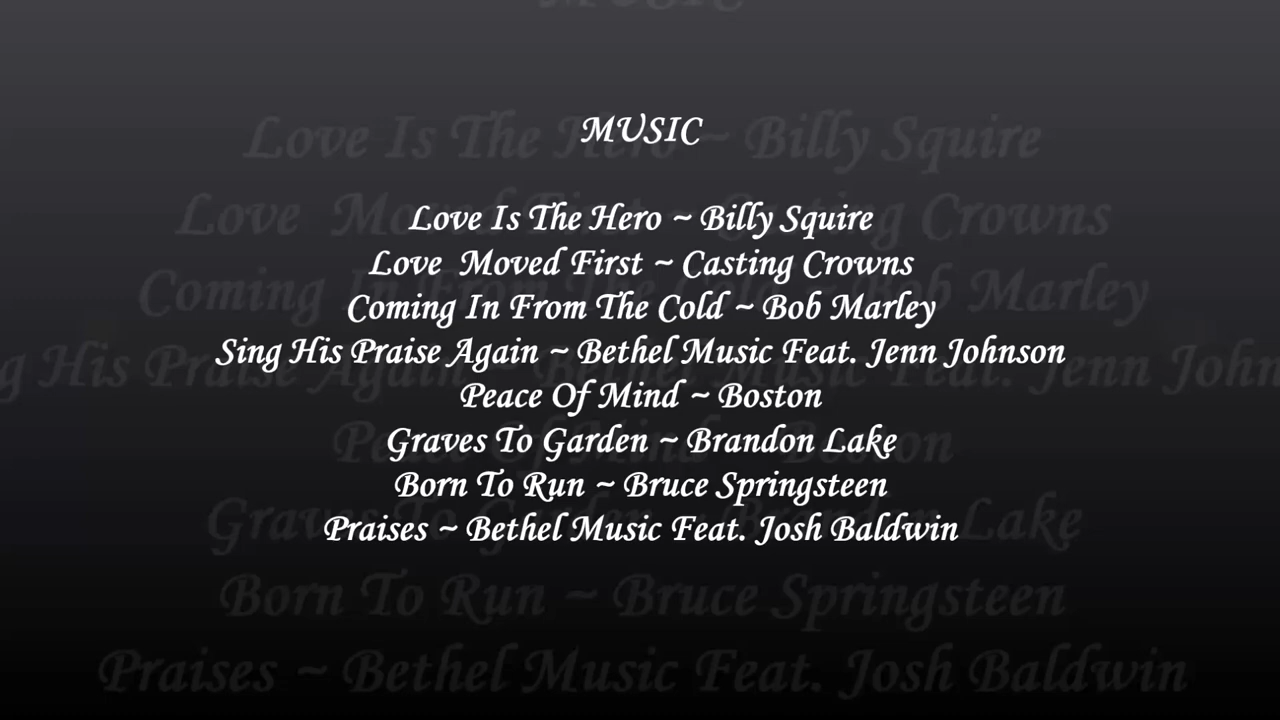 MUSIC
Love Is The Hero ~ Billy Squire
Love  Moved First ~ Casting Crowns
Coming In From The Cold ~ Bob Marley
Sing His Praise Again ~ Bethel Music Feat. Jenn Johnson
Peace Of Mind ~ Boston
Graves To Garden ~ Brandon Lake
Born To Run ~ Bruce Springsteen
Praises ~ Bethel Music Feat. Josh Baldwin